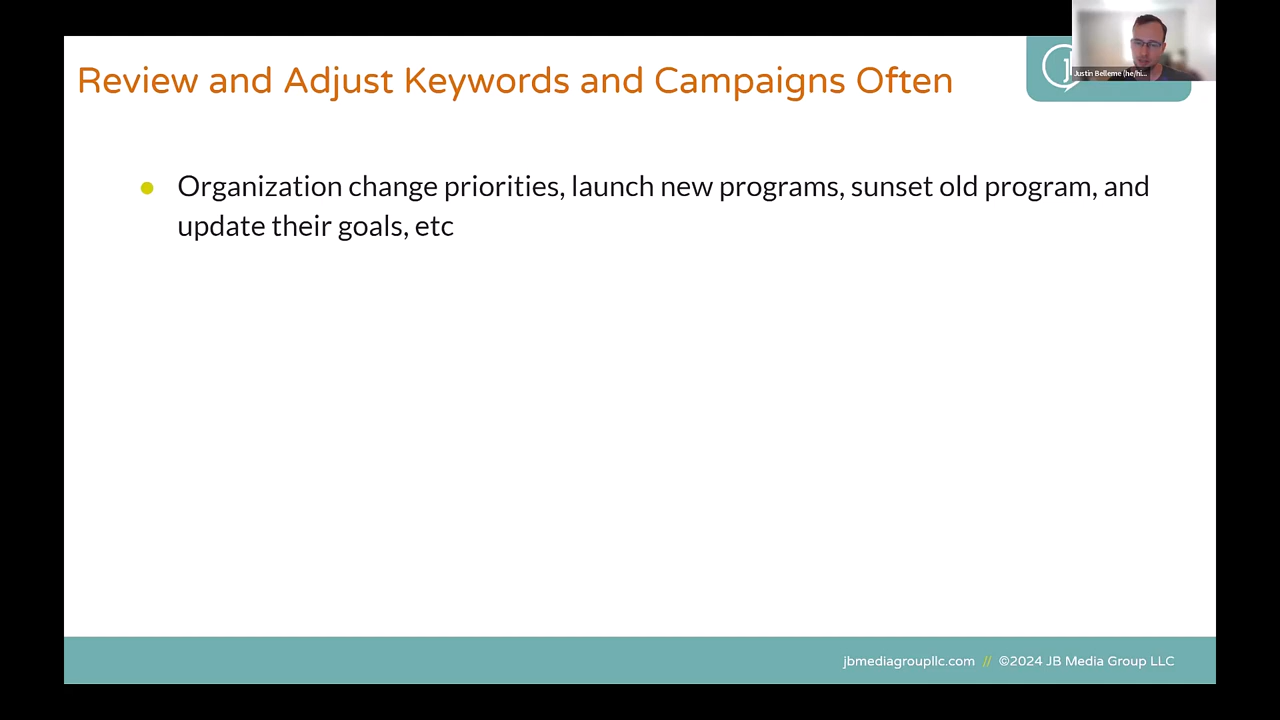 Review and Adjust Keywords and Campaigns Often
Justin Belleme (he/hi...
Organization change priorities, launch new programs, sunset old program, and
update their goals, etc
jbmediagroupllc.com // ©2024 JB Media Group LLC